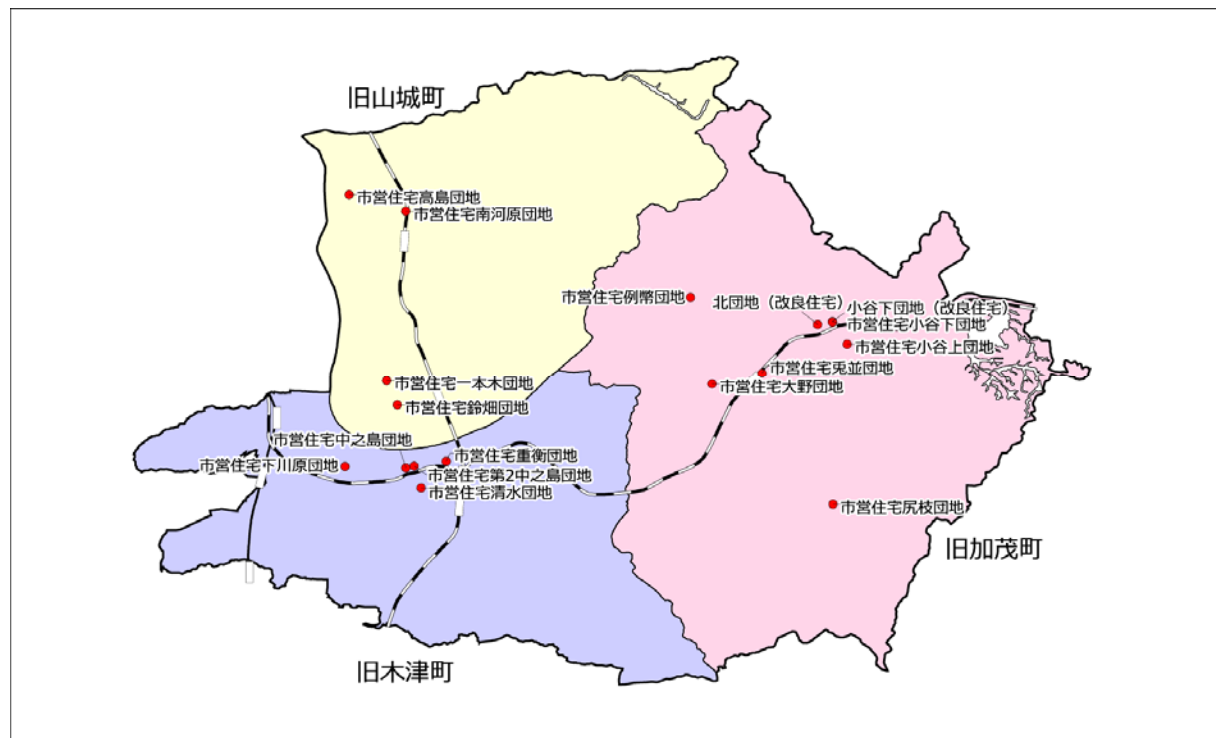 旧山城町
市営住宅高島団地
市営住宅南河原団地
市営住宅例幣団地
北団地（改良住宅）
小谷下団地（改良住宅）
市営住宅小谷下団地
市営住宅小谷上団地
市営住宅兎並団地
市営住宅大野団地
市営住宅一本木団地
市営住宅鈴畑団地
市営住宅中之島団地
市営住宅重衡団地
市営住宅下川原団地
市営住宅第2中之島団地
市営住宅清水団地
市営住宅尻枝団地
旧加茂町
旧木津町